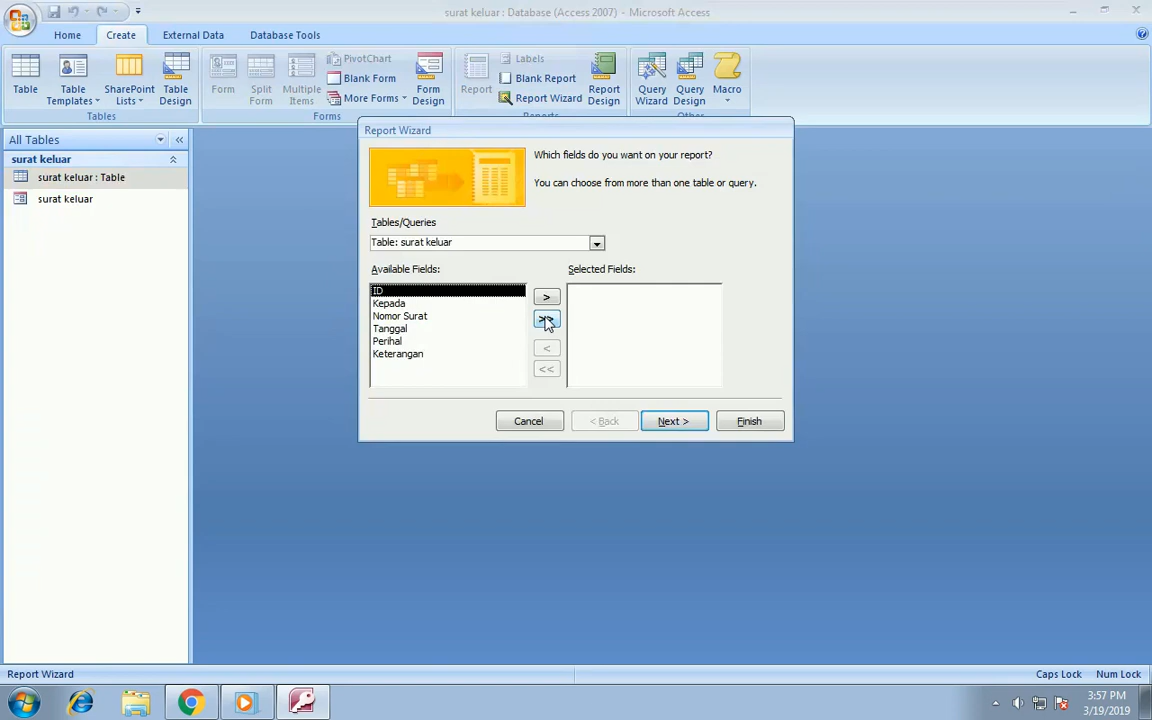 surat keluar : Database (Access 2007) - Microsoft Access
Home
Create
External Data
Database Tools
Table
Table Templates
SharePoint Lists
Table Design
Tables
Form
Split Form
Multiple Items
PivotChart
Blank Form
More Forms
Form Design
Forms
Report
Labels
Blank Report
Report Wizard
Report Design
Reports
Query Wizard
Query Design
Macro
Other
All Tables
surat keluar
surat keluar : Table
surat keluar
Report Wizard
Which fields do you want on your report?
You can choose from more than one table or query.
Tables/Queries
Table: surat keluar
Available Fields:
Selected Fields:
ID
Kepada
Nomor Surat
Tanggal
Perihal
Keterangan
>
>>
<
<<
Cancel
< Back
Next >
Finish
Report Wizard
Caps Lock
Num Lock
3:57 PM
3/19/2019